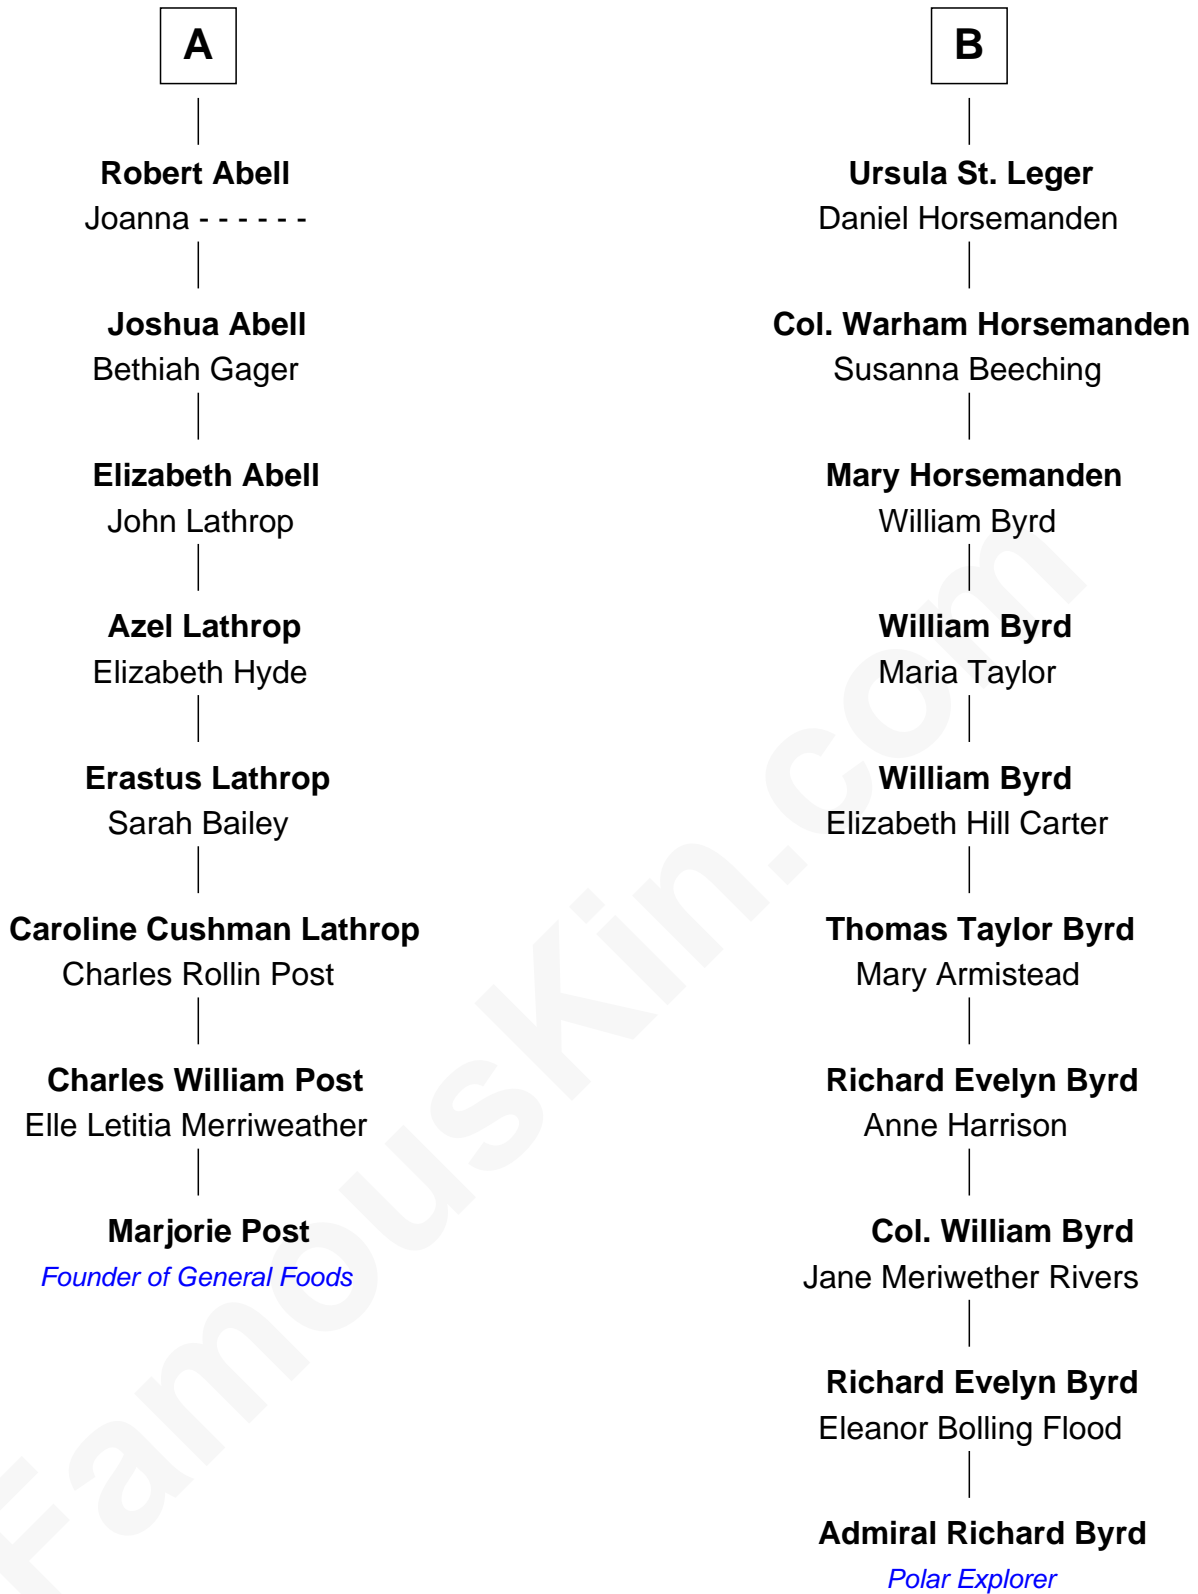 A
Robert Abell
Joanna - - - - - -
Joshua Abell
Bethiah Gager
Elizabeth Abell
John Lathrop
Azel Lathrop
Elizabeth Hyde
Erastus Lathrop
Sarah Bailey
Caroline Cushman Lathrop
Charles Rollin Post
Charles William Post
Elle Letitia Merriweather
Marjorie Post
Founder of General Foods
B
Ursula St. Leger
Daniel Horsemanden
Col. Warham Horsemanden
Susanna Beeching
Mary Horsemanden
William Byrd
William Byrd
Maria Taylor
William Byrd
Elizabeth Hill Carter
Thomas Taylor Byrd
Mary Armistead
Richard Evelyn Byrd
Anne Harrison
Col. William Byrd
Jane Meriwether Rivers
Richard Evelyn Byrd
Eleanor Bolling Flood
Admiral Richard Byrd
Polar Explorer
FamousKin.com